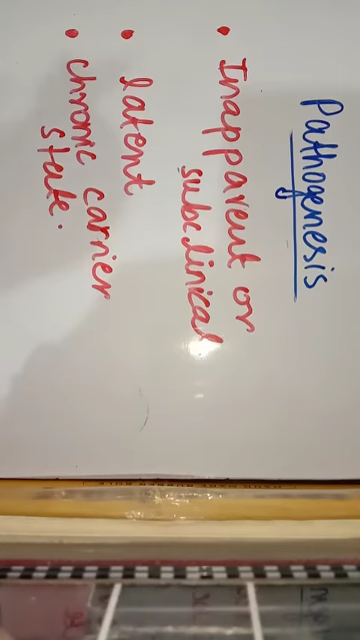 Pathogenesis
• Inapparent or
subclinical
• latent
• chronic carrier
state.